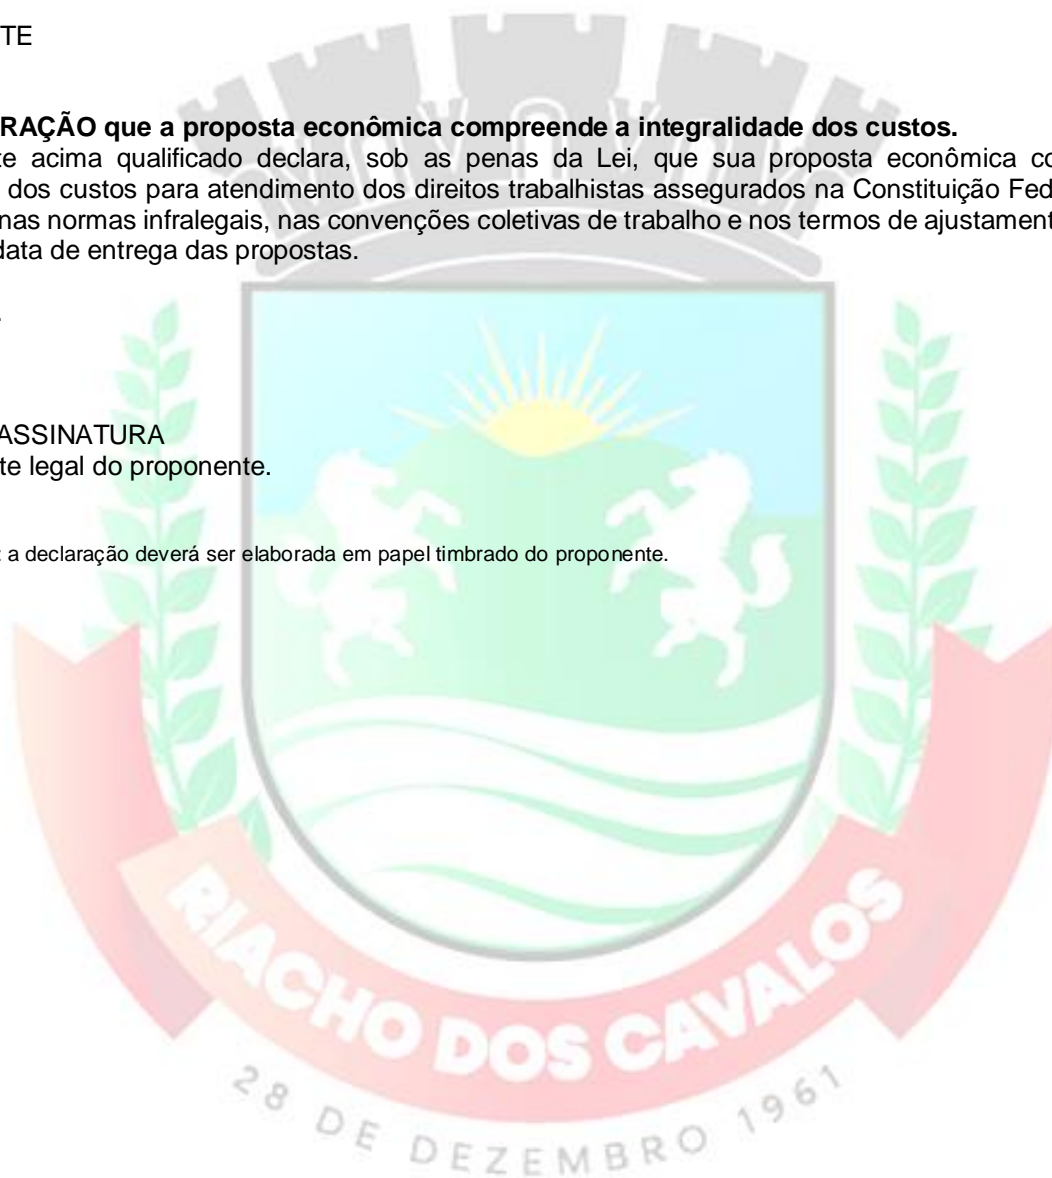 TE
RAÇÃO que a proposta econômica compreende a integralidade dos custos.
te acima qualificado declara, sob as penas da Lei, que sua proposta econômica co
dos custos para atendimento dos direitos trabalhistas assegurados na Constituição Fed
nas normas infralegais, nas convenções coletivas de trabalho e nos termos de ajustament
data de entrega das propostas.
.
ASSINATURA
te legal do proponente.
: a declaração deverá ser elaborada em papel timbrado do proponente.
RIACHO DOS CAVALOS
28 DE DEZEMBRO 1961